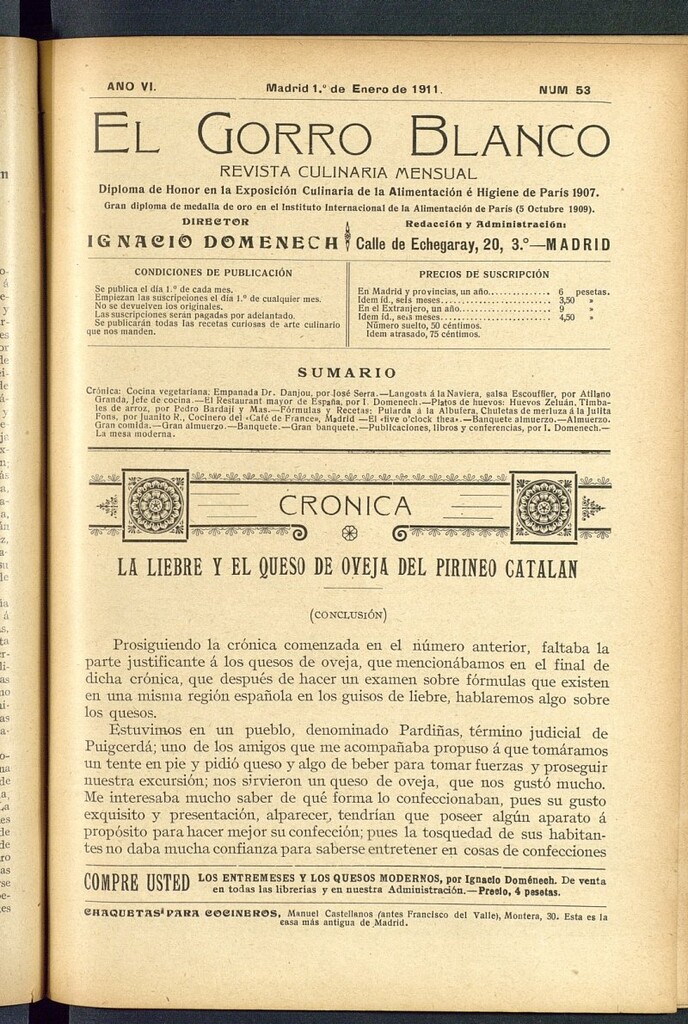 AÑO VI.
Madrid 1.º de Enero de 1911.
NUM 53
EL GORRO BLANCO
REVISTA CULINARIA MENSUAL
Diploma de Honor en la Exposición Culinaria de la Alimentación é Higiene de París 1907.
Gran diploma de medalla de oro en el Instituto Internacional de la Alimentación de París (5 Octubre 1909).
DIRECTOR
IGNACIO DOMENECH
Redacción y Administración:
Calle de Echegaray, 20, 3.º—MADRID
CONDICIONES DE PUBLICACIÓN
Se publica el día 1.º de cada mes.
Empiezan las suscripciones el día 1.º de cualquier mes.
No se devuelven los originales.
Las suscripciones serán pagadas por adelantado.
Se publicarán todas las recetas curiosas de arte culinario
que nos manden.
PRECIOS DE SUSCRIPCIÓN
En Madrid y provincias, un año............... 6 pesetas.
Idem íd., seis meses........................... 3,50 »
En el Extranjero, un año...................... 9 »
Idem íd., seis meses........................... 4,50 »
Número suelto, 50 céntimos.
Idem atrasado, 75 céntimos.
SUMARIO
Crónica: Cocina vegetariana: Empanada Dr. Danjou, por José Serra.—Langosta á la Naviera, salsa Escouffier, por Atilano
Granda, Jefe de cocina.—El Restaurant mayor de España, por I. Domenech.—Platos de huevos: Huevos Zeluán, Timba-
les de arroz, por Pedro Bardají y Mas.—Fórmulas y Recetas: Pularda á la Albufera, Chuletas de merluza á la Julita
Fons, por Juanito R., Cocinero del «Café de France», Madrid —El «five o'clock thea».—Banquete almuerzo.—Almuerzo.
Gran comida.—Gran almuerzo.—Banquete.—Gran banquete.—Publicaciones, libros y conferencias, por I. Domenech.—
La mesa moderna.
CRONICA
LA LIEBRE Y EL QUESO DE OVEJA DEL PIRINEO CATALAN
(CONCLUSIÓN)
Prosiguiendo la crónica comenzada en el número anterior, faltaba la
parte justificante á los quesos de oveja, que mencionábamos en el final de
dicha crónica, que después de hacer un examen sobre fórmulas que existen
en una misma región española en los guisos de liebre, hablaremos algo sobre
los quesos.
Estuvimos en un pueblo, denominado Pardiñas, término judicial de
Puigcerdá; uno de los amigos que me acompañaba propuso á que tomáramos
un tente en pie y pidió queso y algo de beber para tomar fuerzas y proseguir
nuestra excursión; nos sirvieron un queso de oveja, que nos gustó mucho.
Me interesaba mucho saber de qué forma lo confeccionaban, pues su gusto
exquisito y presentación, alparecer, tendrían que poseer algún aparato á
propósito para hacer mejor su confección; pues la tosquedad de sus habitan-
tes no daba mucha confianza para saberse entretener en cosas de confecciones
COMPRE USTED LOS ENTREMESES Y LOS QUESOS MODERNOS, por Ignacio Doménech. De venta
en todas las librerías y en nuestra Administración.—Precio, 4 pesetas.
CHAQUETAS PARA COCINEROS, Manuel Castellanos (antes Francisco del Valle), Montera, 30. Esta es la
casa más antigua de Madrid.